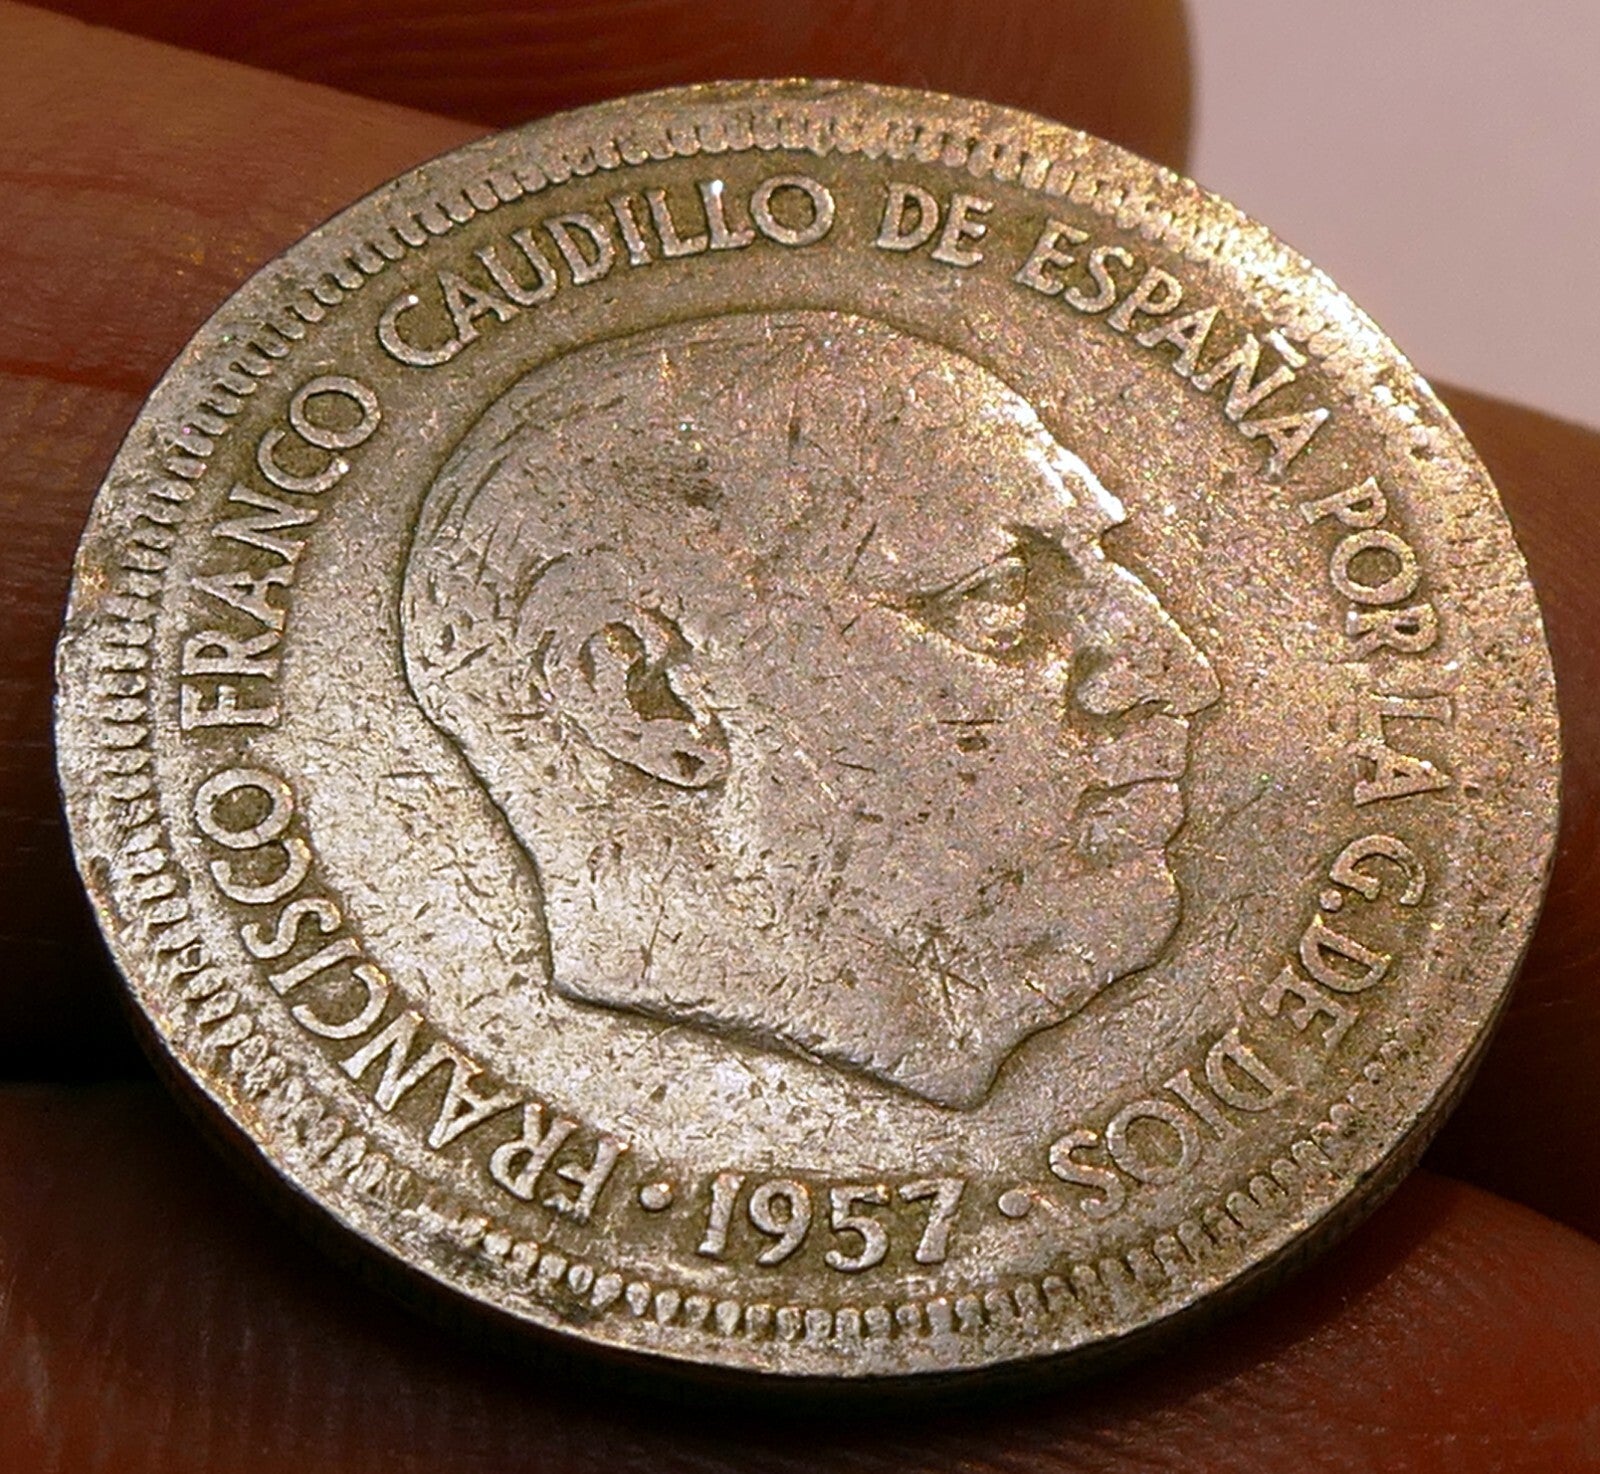 FRANCISCO FRANCO CAUDILLO DE ESPAÑA POR LA G. DE DIOS
• 1957 •